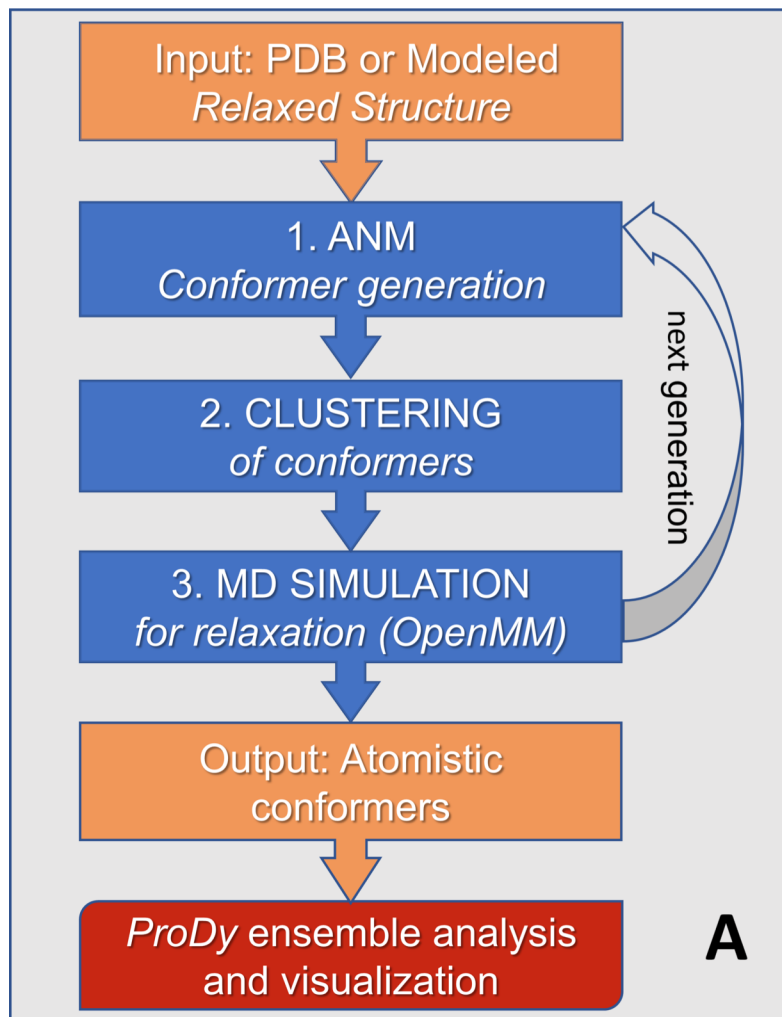 Input: PDB or Modeled
Relaxed Structure
1. ANM
Conformer generation
2. CLUSTERING
of conformers
3. MD SIMULATION
for relaxation (OpenMM)
next generation
Output: Atomistic
conformers
ProDy ensemble analysis
and visualization
A